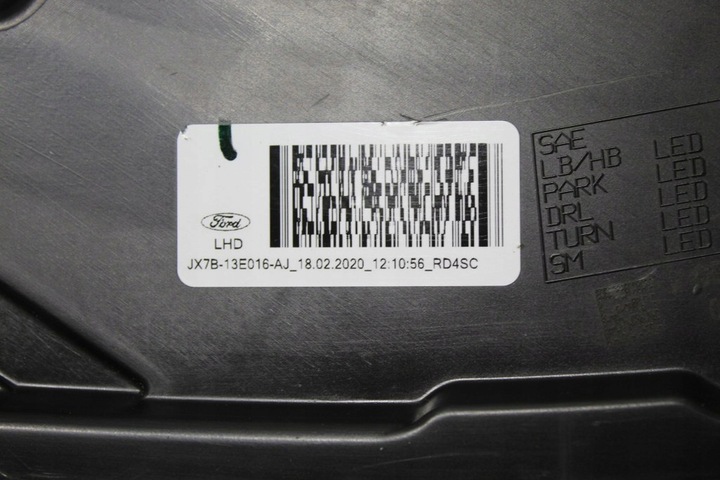 Ford
LHD
JX7B-13E016-AJ_18.02.2020_12:10:56_RD4SC
SAE
LB/HB LED
PARK LED
DRL LED
TURN LED
SM LED